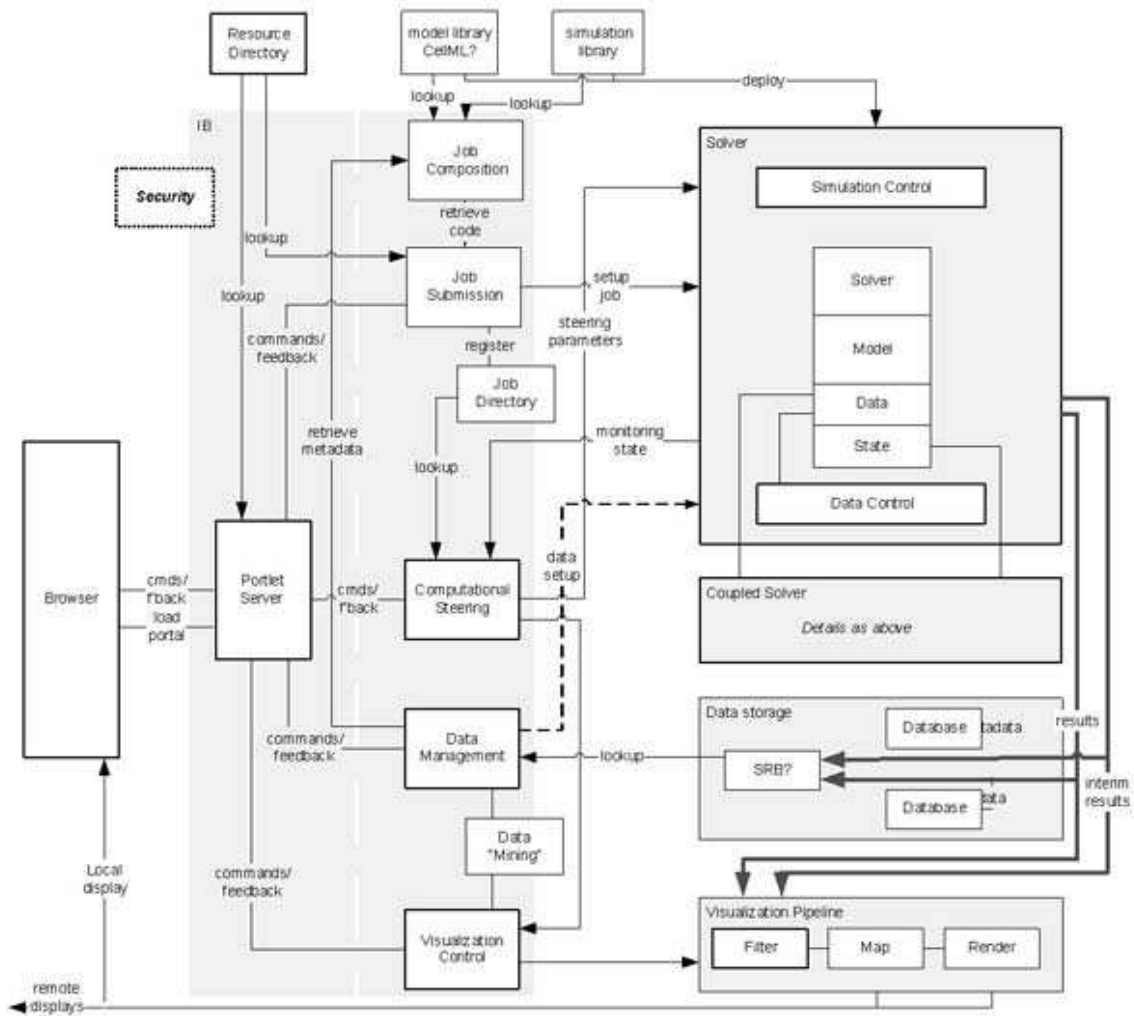 Resource
Directory
model library
CellML?
simulation
library
lookup
lookup
deploy
IB
Security
lookup
lookup
Job
Composition
retrieve
code
Job
Submission
setup
job
commands/
feedback
register
steering
parameters
Job
Directory
retrieve
metadata
lookup
monitoring
state
Solver
Simulation Control
Solver
Model
Data
State
Data Control
Browser
cmds/
f'back
load
portal
Portlet
Server
cmds/
f'back
Computational
Steering
data
setup
Coupled Solver
Details as above
commands/
feedback
Data
Management
lookup
Data storage
Database
SRB?
Database
results
interim
results
Data
"Mining"
commands/
feedback
Local
display
Visualization
Control
Visualization Pipeline
Filter
Map
Render
remote
displays